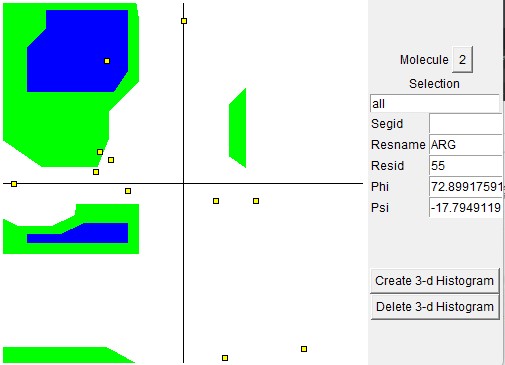 Molecule 2
Selection
all
Segid
Resname ARG
Resid 55
Phi 72.89917591
Psi -17.7949119
Create 3-d Histogram
Delete 3-d Histogram